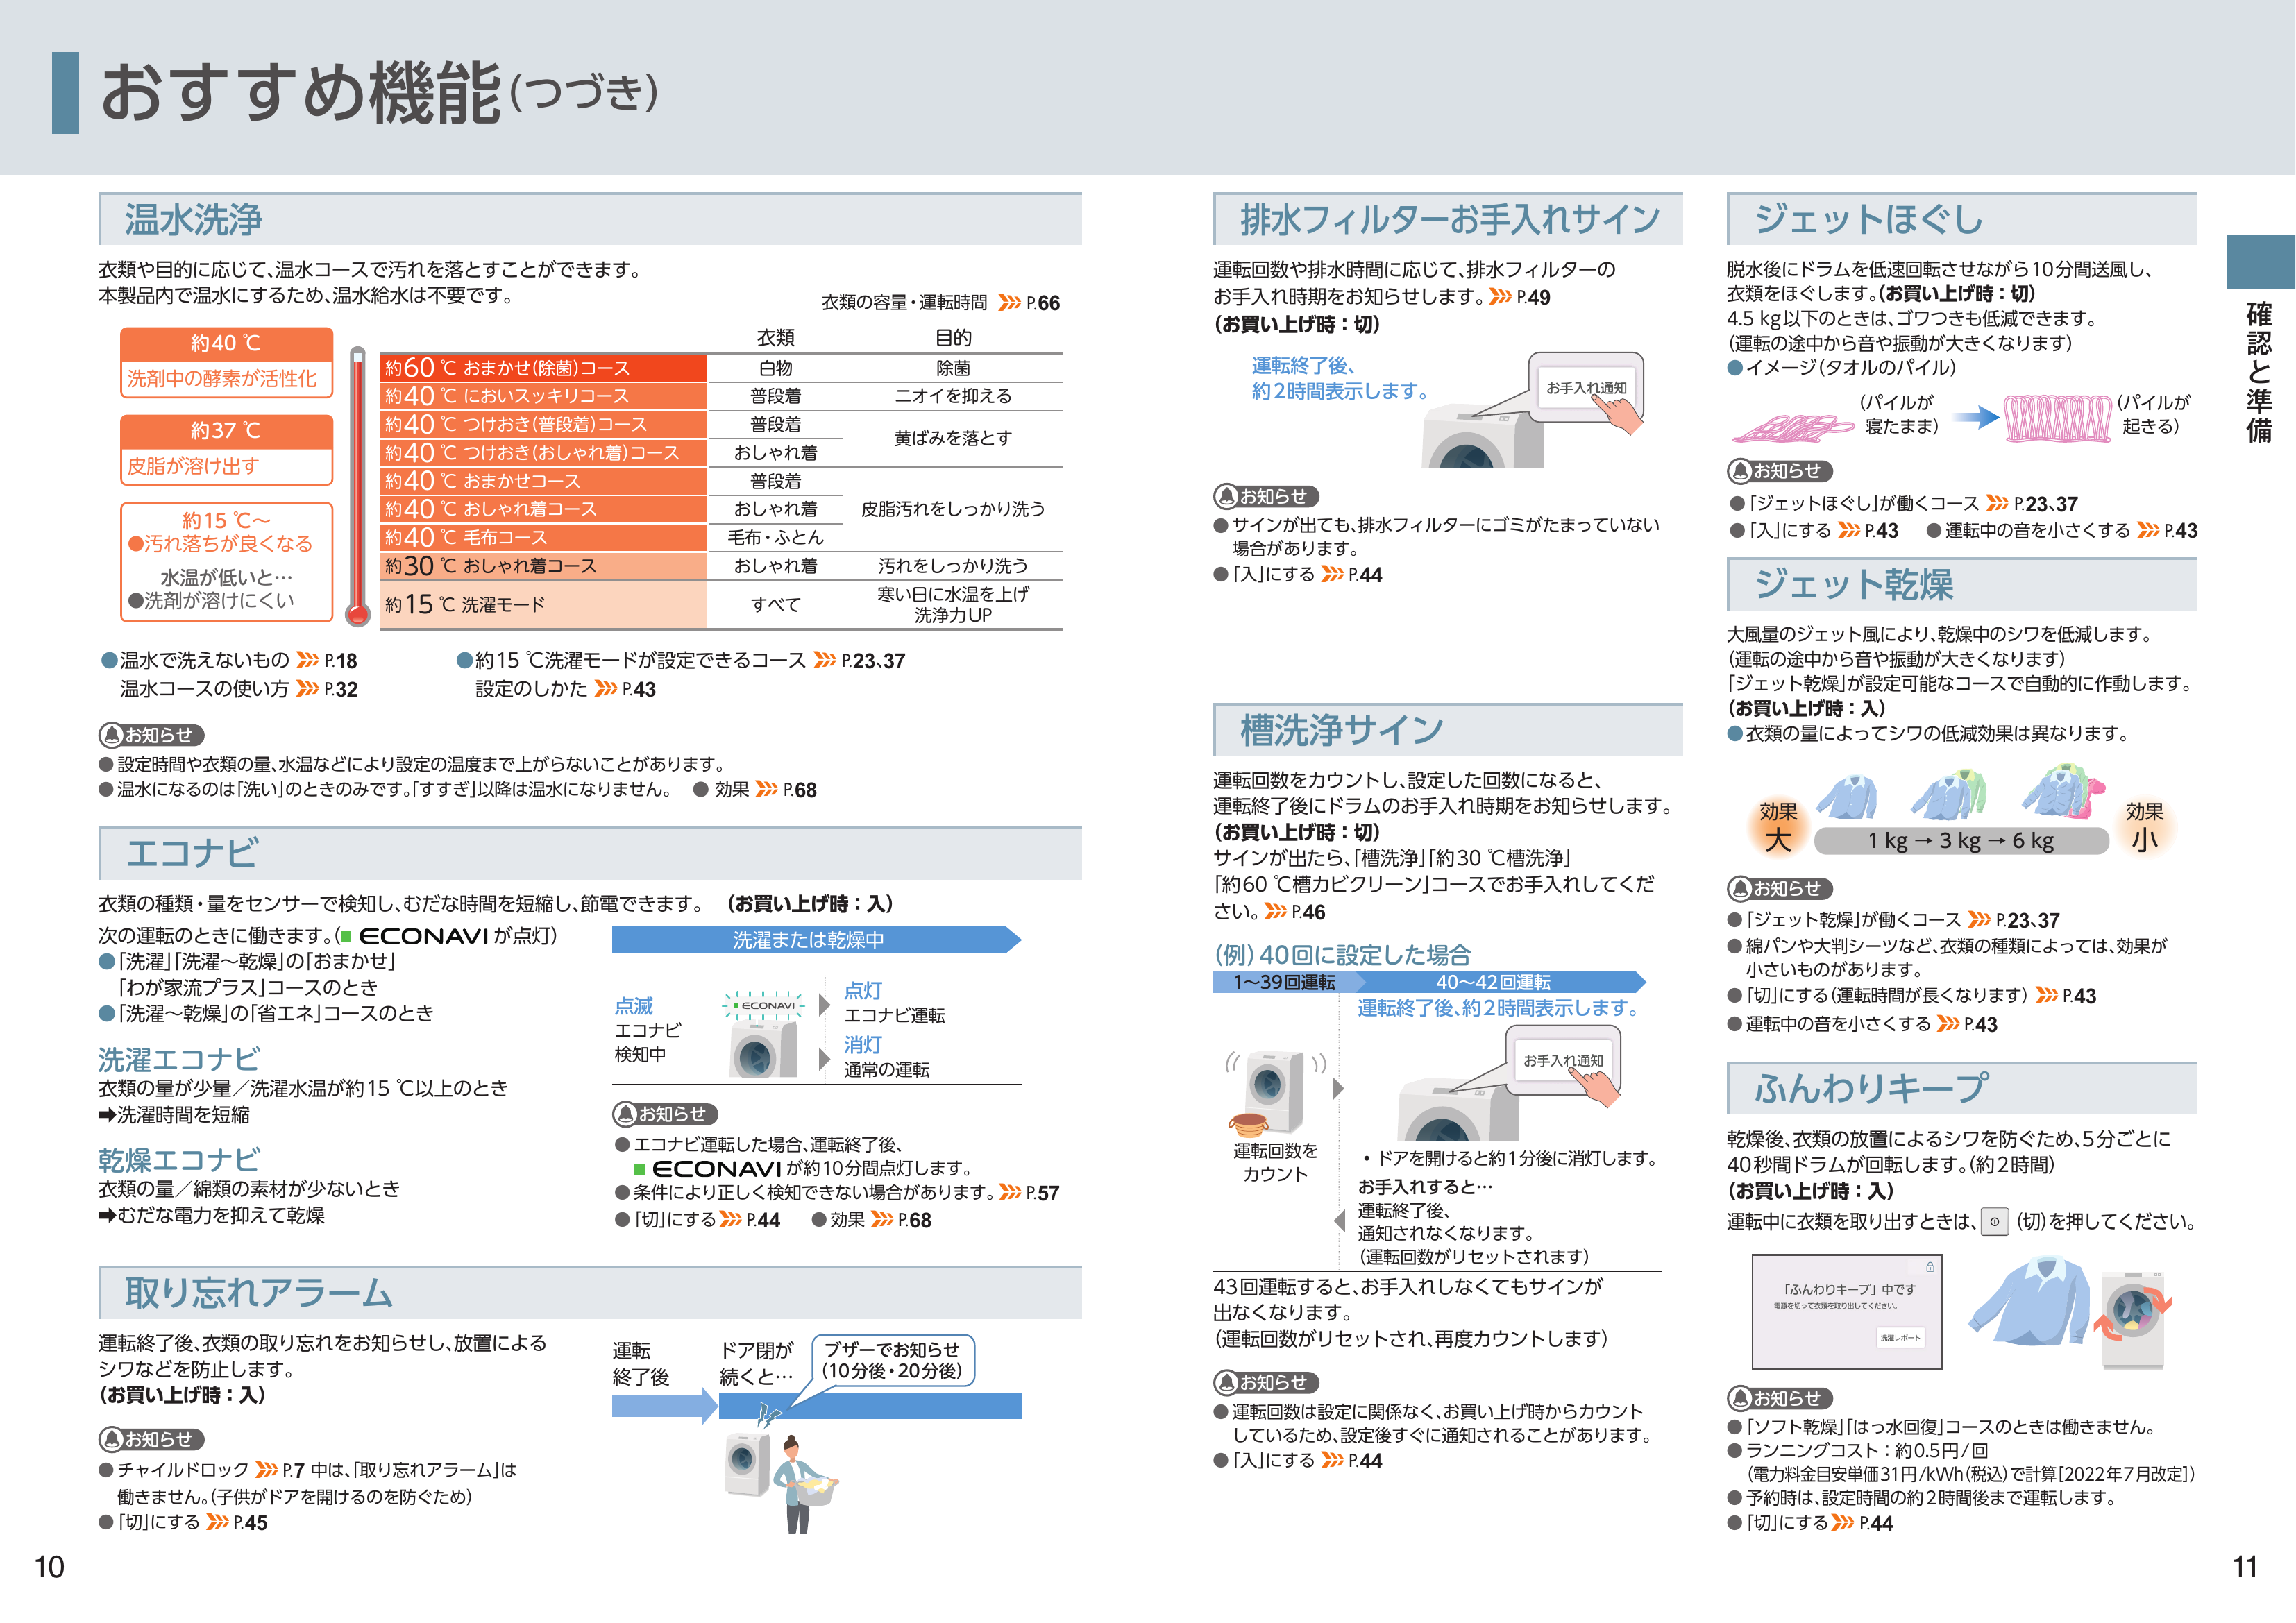 おすすめ機能(つづき)
温水洗浄
衣類や目的に応じて、温水コースで汚れを落とすことができます。
本製品内で温水にするため、温水給水は不要です。
衣類の容量・運転時間 P.66
約40 ℃
洗剤中の酵素が活性化
約37 ℃
皮脂が溶け出す
約15 ℃〜
●汚れ落ちが良くなる
水温が低いと…
●洗剤が溶けにくい
衣類 目的
約60 ℃ おまかせ(除菌)コース 白物 除菌
約40 ℃ においスッキリコース 普段着 ニオイを抑える
約40 ℃ つけおき(普段着)コース 普段着 黄ばみを落とす
約40 ℃ つけおき(おしゃれ着)コース おしゃれ着
約40 ℃ おまかせコース 普段着
約40 ℃ おしゃれ着コース おしゃれ着 皮脂汚れをしっかり洗う
約40 ℃ 毛布コース 毛布・ふとん
約30 ℃ おしゃれ着コース おしゃれ着 汚れをしっかり洗う
約15 ℃ 洗濯モード すべて 寒い日に水温を上げ
洗浄力UP
●温水で洗えないもの P.18
温水コースの使い方 P.32
●約15 ℃洗濯モードが設定できるコース P.23、37
設定のしかた P.43
お知らせ
●設定時間や衣類の量、水温などにより設定の温度まで上がらないことがあります。
●温水になるのは「洗い」のときのみです。「すすぎ」以降は温水になりません。 ●効果 P.68
エコナビ
衣類の種類・量をセンサーで検知し、むだな時間を短縮し、節電できます。 (お買い上げ時：入)
次の運転のときに働きます。(■ ECONAVI が点灯)
●「洗濯」「洗濯〜乾燥」の「おまかせ」
「わが家流プラス」コースのとき
●「洗濯〜乾燥」の「省エネ」コースのとき
洗濯エコナビ
衣類の量が少量／洗濯水温が約15 ℃以上のとき
➡洗濯時間を短縮
乾燥エコナビ
衣類の量／綿類の素材が少ないとき
➡むだな電力を抑えて乾燥
洗濯または乾燥中
点滅
エコナビ
検知中
■ ECONAVI
点灯
エコナビ運転
消灯
通常の運転
お知らせ
●エコナビ運転した場合、運転終了後、
■ ECONAVI が約10分間点灯します。
●条件により正しく検知できない場合があります。 P.57
●「切」にする P.44 ●効果 P.68
取り忘れアラーム
運転終了後、衣類の取り忘れをお知らせし、放置による
シワなどを防止します。
(お買い上げ時：入)
お知らせ
●チャイルドロック P.7 中は、「取り忘れアラーム」は
働きません。(子供がドアを開けるのを防ぐため)
●「切」にする P.45
運転
終了後
ドア閉が
続くと…
ブザーでお知らせ
(10分後・20分後)
10
排水フィルターお手入れサイン
運転回数や排水時間に応じて、排水フィルターの
お手入れ時期をお知らせします。 P.49
(お買い上げ時：切)
運転終了後、
約2時間表示します。
お手入れ通知
お知らせ
●サインが出ても、排水フィルターにゴミがたまっていない
場合があります。
●「入」にする P.44
槽洗浄サイン
運転回数をカウントし、設定した回数になると、
運転終了後にドラムのお手入れ時期をお知らせします。
(お買い上げ時：切)
サインが出たら、「槽洗浄」「約30 ℃槽洗浄」
「約60 ℃槽カビクリーン」コースでお手入れしてくだ
さい。 P.46
(例)40回に設定した場合
1〜39回運転 40〜42回運転
運転終了後、約2時間表示します。
お手入れ通知
運転回数を
カウント
・ドアを開けると約1分後に消灯します。
お手入れすると…
運転終了後、
通知されなくなります。
(運転回数がリセットされます)
43回運転すると、お手入れしなくてもサインが
出なくなります。
(運転回数がリセットされ、再度カウントします)
お知らせ
●運転回数は設定に関係なく、お買い上げ時からカウント
しているため、設定後すぐに通知されることがあります。
●「入」にする P.44
ジェットほぐし
脱水後にドラムを低速回転させながら10分間送風し、
衣類をほぐします。(お買い上げ時：切)
4.5 kg以下のときは、ゴワつきも低減できます。
(運転の途中から音や振動が大きくなります)
●イメージ(タオルのパイル)
(パイルが
寝たまま)
(パイルが
起きる)
お知らせ
●「ジェットほぐし」が働くコース P.23、37
●「入」にする P.43 ●運転中の音を小さくする P.43
ジェット乾燥
大風量のジェット風により、乾燥中のシワを低減します。
(運転の途中から音や振動が大きくなります)
「ジェット乾燥」が設定可能なコースで自動的に作動します。
(お買い上げ時：入)
●衣類の量によってシワの低減効果は異なります。
効果
大
1 kg → 3 kg → 6 kg
効果
小
お知らせ
●「ジェット乾燥」が働くコース P.23、37
●綿パンや大判シーツなど、衣類の種類によっては、効果が
小さいものがあります。
●「切」にする(運転時間が長くなります) P.43
●運転中の音を小さくする P.43
ふんわりキープ
乾燥後、衣類の放置によるシワを防ぐため、5分ごとに
40秒間ドラムが回転します。(約2時間)
(お買い上げ時：入)
運転中に衣類を取り出すときは、 (切)を押してください。
「ふんわりキープ」中です
電源を切って衣類を取り出してください。
洗濯レポート
お知らせ
●「ソフト乾燥」「はっ水回復」コースのときは働きません。
●ランニングコスト：約0.5円/回
(電力料金目安単価31円/kWh(税込)で計算[2022年7月改定])
●予約時は、設定時間の約2時間後まで運転します。
●「切」にする P.44
確認と準備
11